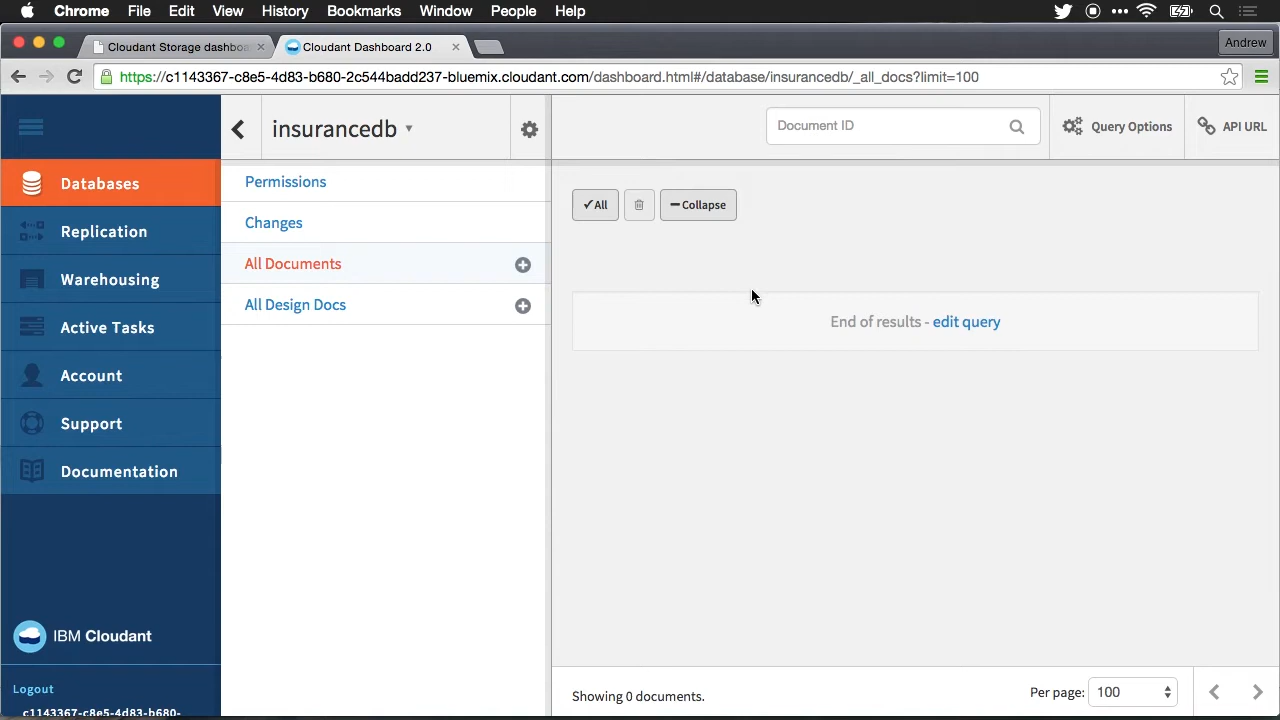 Chrome File Edit View History Bookmarks Window People Help
Cloudant Storage dashboa
Cloudant Dashboard 2.0
Andrew
https://c1143367-c8e5-4d83-b680-2c544badd237-bluemix.cloudant.com/dashboard.html#/database/insurancedb/_all_docs?limit=100
insurancedb
Document ID
Query Options
API URL
Databases
Replication
Warehousing
Active Tasks
Account
Support
Documentation
IBM Cloudant
Logout
c1143367-c8e5-4d83-b680-
Permissions
Changes
All Documents
All Design Docs
All
Collapse
End of results - edit query
Showing 0 documents.
Per page: 100